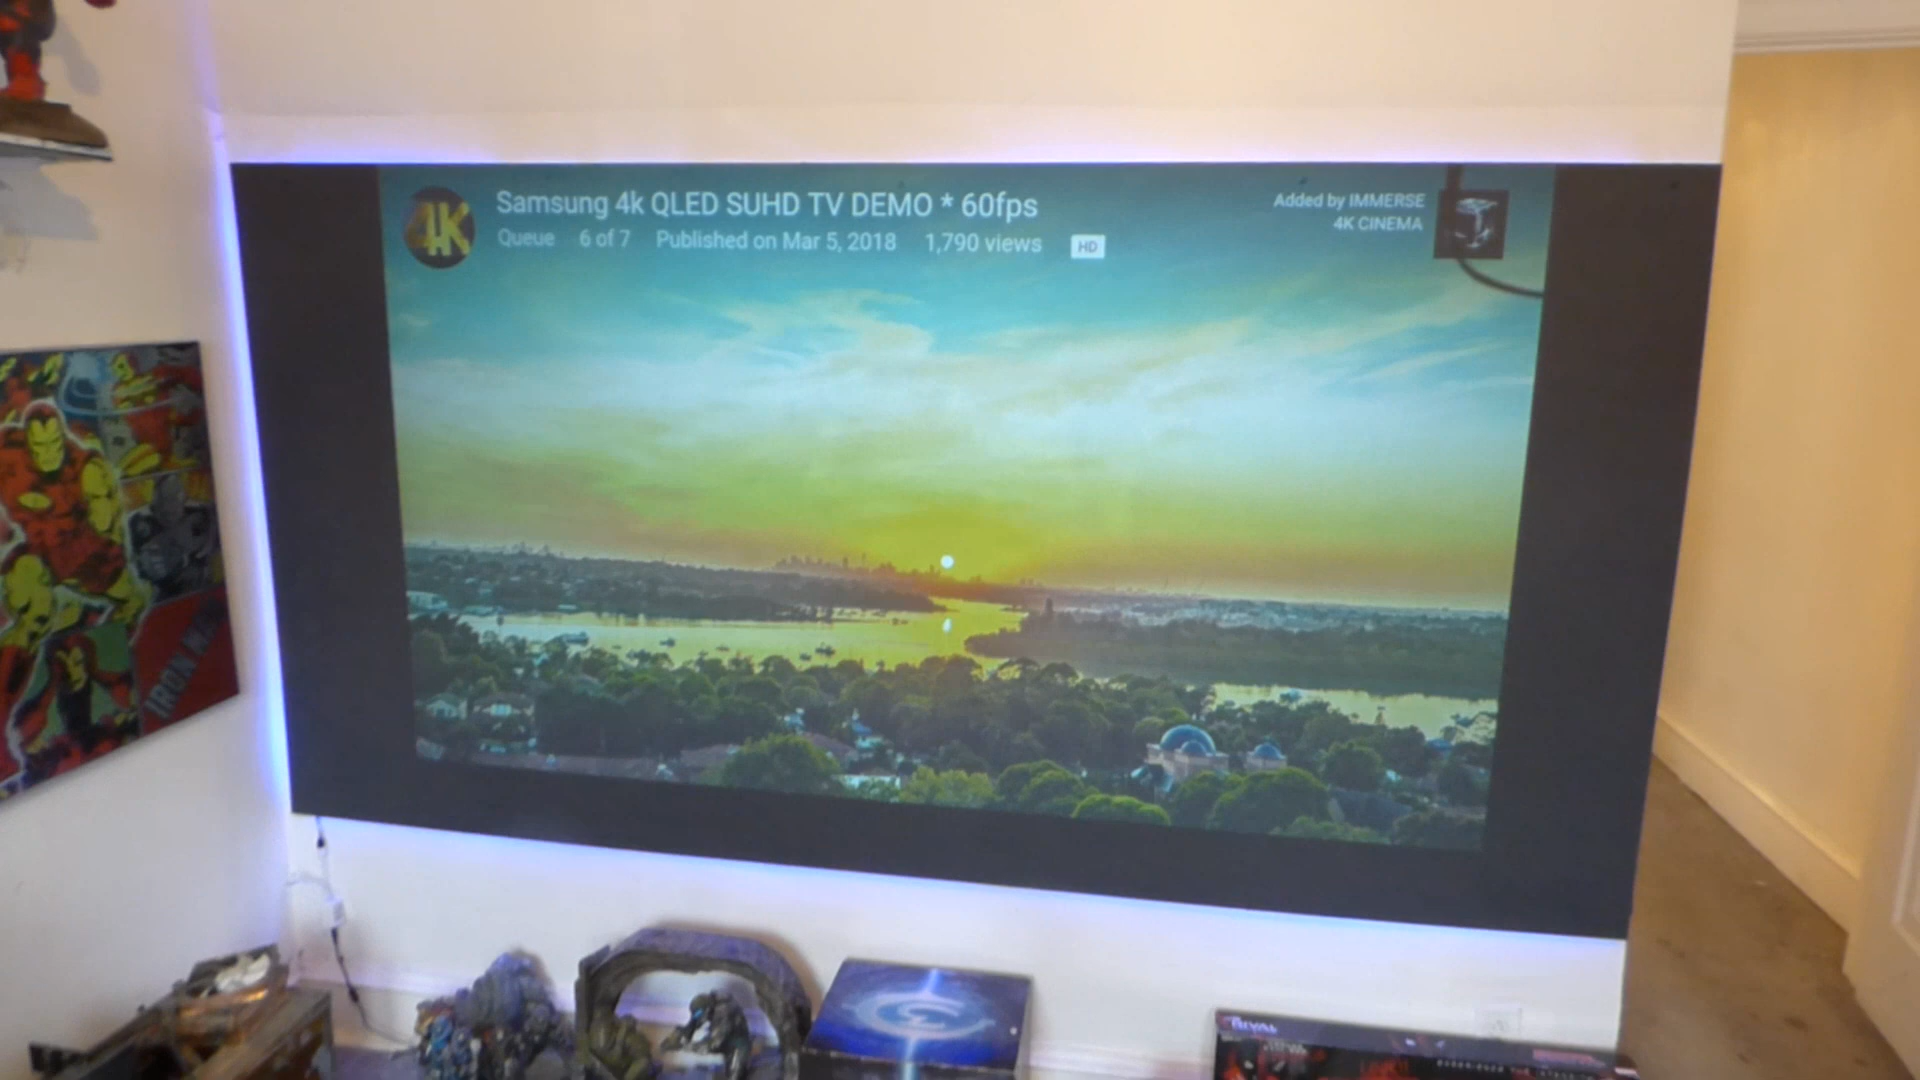 4K
Samsung 4k QLED SUHD TV DEMO * 60fps
Queue 6 of 7 Published on Mar 5, 2018 1,790 views HD
Added by IMMERSE
4K CINEMA
IRON MAN
RIVAL